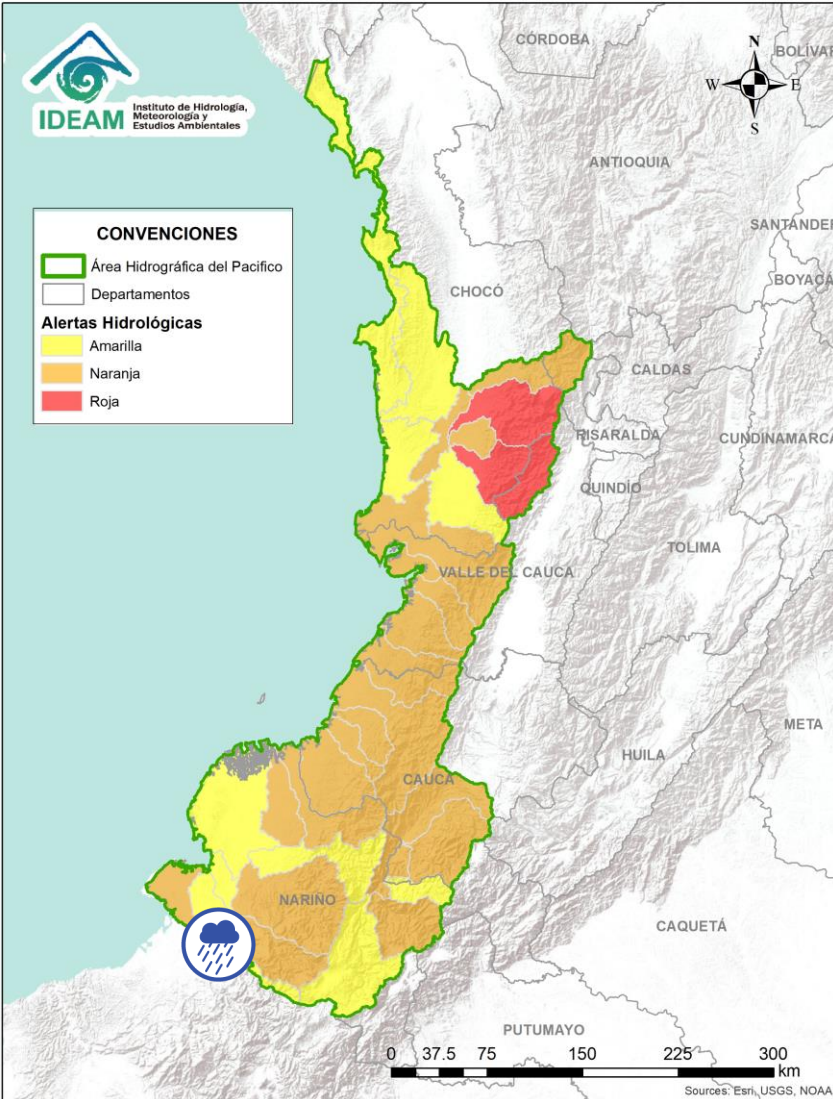 IDEAM
Instituto de Hidrología,
Meteorología y
Estudios Ambientales
CÓRDOBA
BOLÍVAR
N
W
E
S
ANTIOQUIA
SANTANDER
BOYACÁ
CONVENCIONES
Área Hidrográfica del Pacifico
Departamentos
Alertas Hidrológicas
Amarilla
Naranja
Roja
CHOCÓ
CALDAS
RISARALDA
CUNDINAMARCA
QUINDÍO
TOLIMA
VALLE DEL CAUCA
META
HUILA
CAUCA
NARIÑO
CAQUETÁ
PUTUMAYO
0 37.5 75 150 225 300
km
Sources: Esri, USGS, NOAA